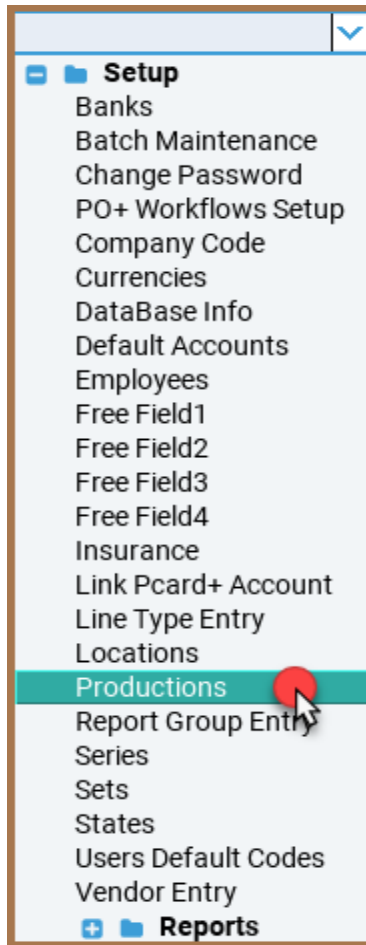 Setup
Banks
Batch Maintenance
Change Password
PO+ Workflows Setup
Company Code
Currencies
DataBase Info
Default Accounts
Employees
Free Field1
Free Field2
Free Field3
Free Field4
Insurance
Link Pcard+ Account
Line Type Entry
Locations
Productions
Report Group Entry
Series
Sets
States
Users Default Codes
Vendor Entry
Reports